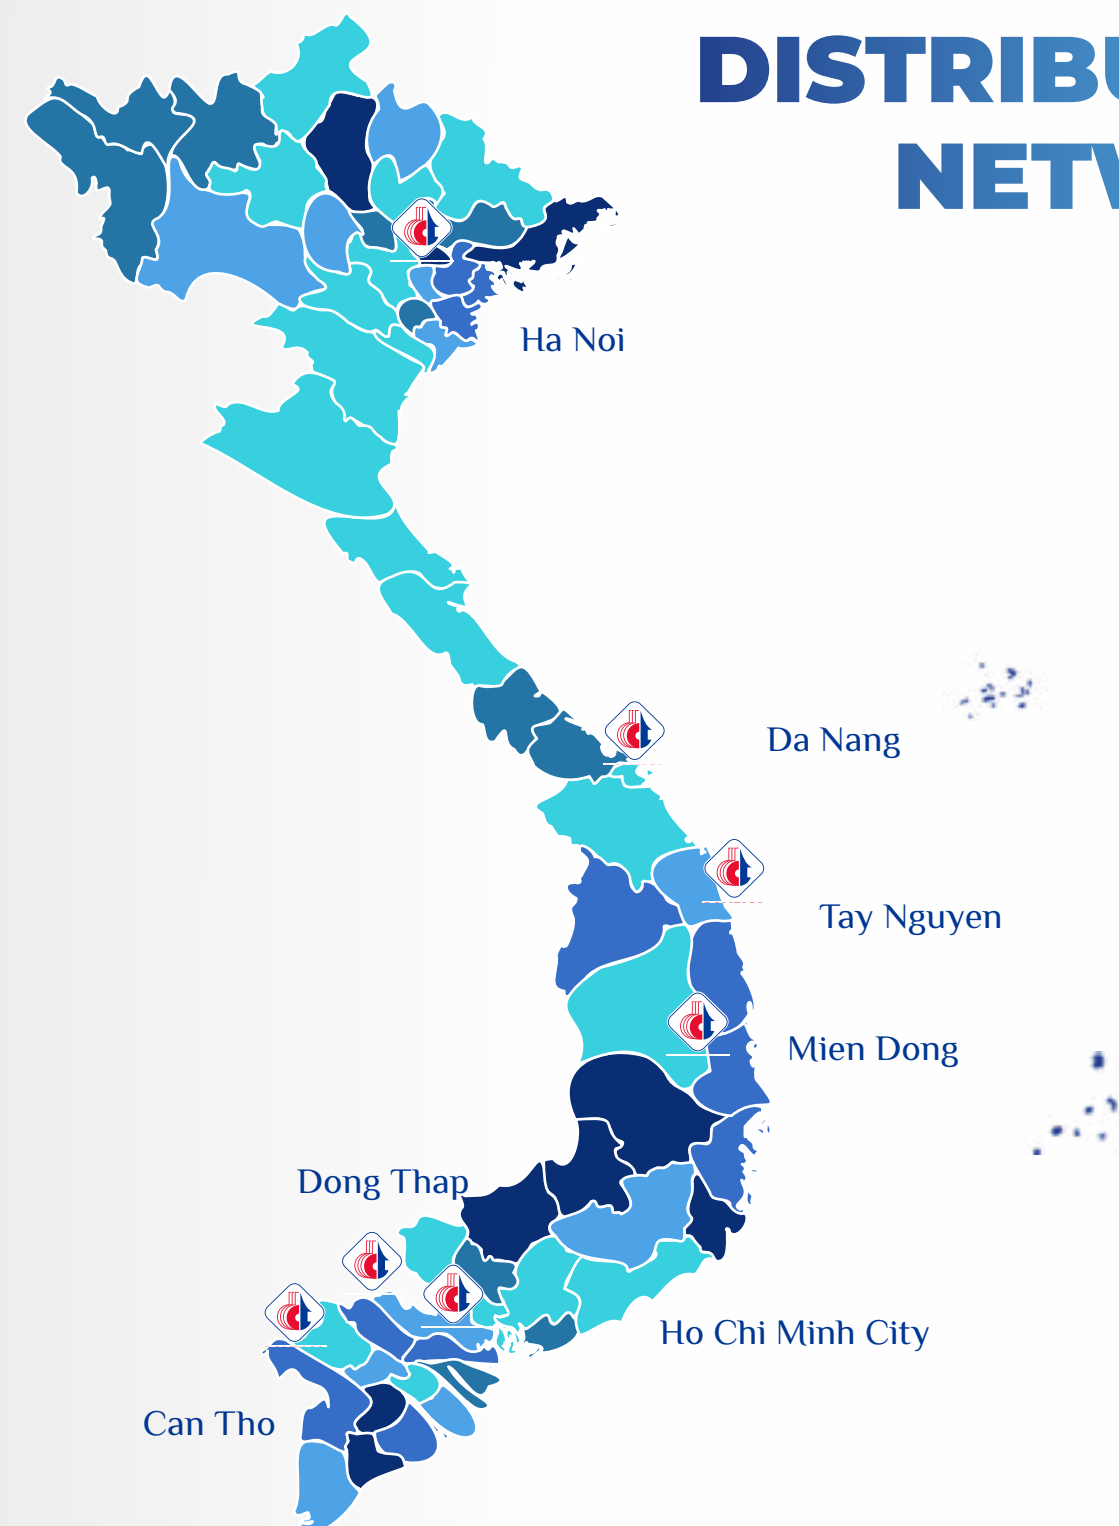 DISTRIBU
NETW
Ha Noi
Da Nang
Tay Nguyen
Mien Dong
Dong Thap
Ho Chi Minh City
Can Tho